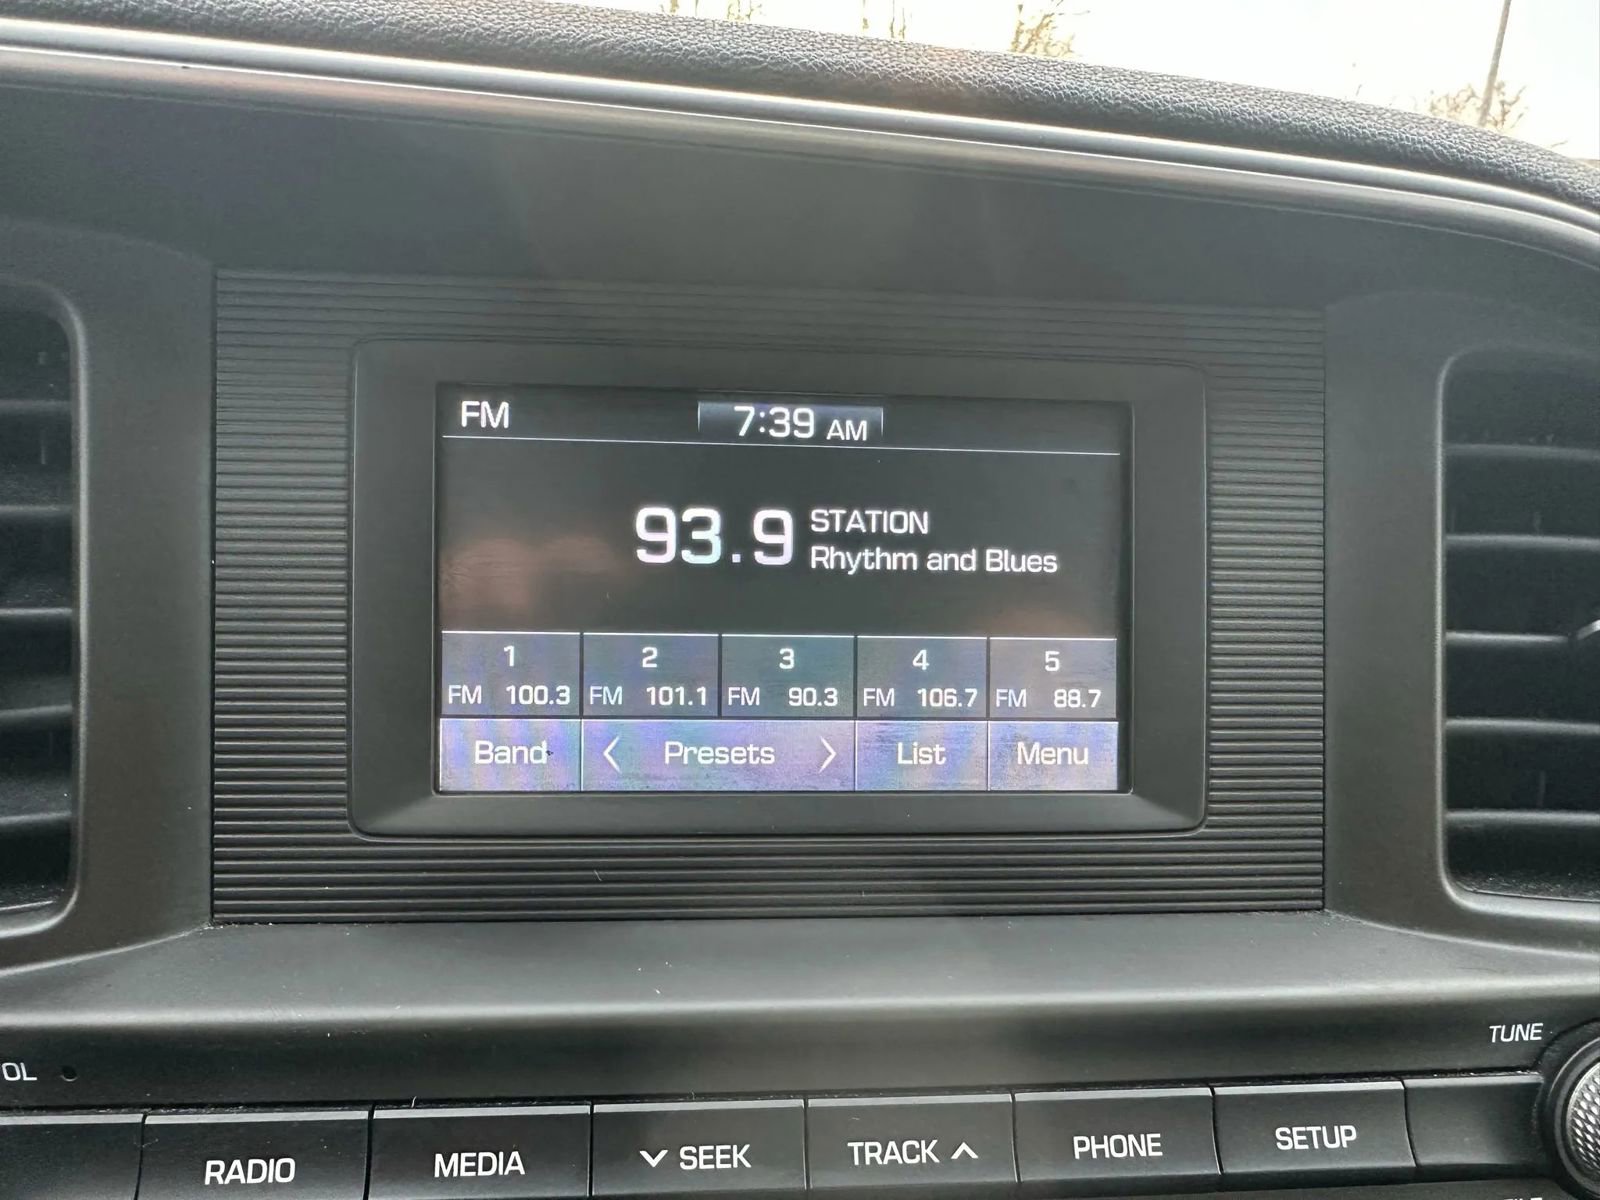 FM 7:39 AM
93.9 STATION
Rhythm and Blues
1 2 3 4 5
FM 100.3 FM 101.1 FM 90.3 FM 106.7 FM 88.7
Band < Presets > List Menu
OL TUNE
RADIO MEDIA ∨ SEEK TRACK ∧ PHONE SETUP